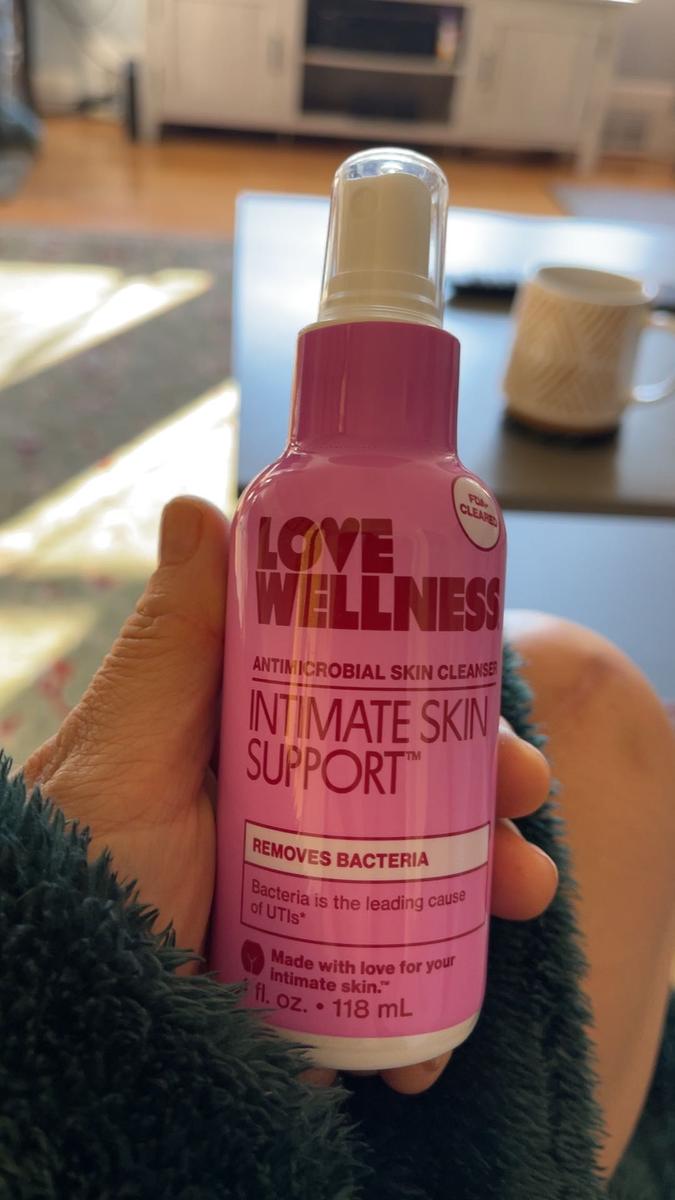 FDA-
CLEARED
LOVE
WELLNESS
ANTIMICROBIAL SKIN CLEANSER
INTIMATE SKIN
SUPPORT™
REMOVES BACTERIA
Bacteria is the leading cause
of UTIs*
Made with love for your
intimate skin.™
fl. oz. • 118 mL